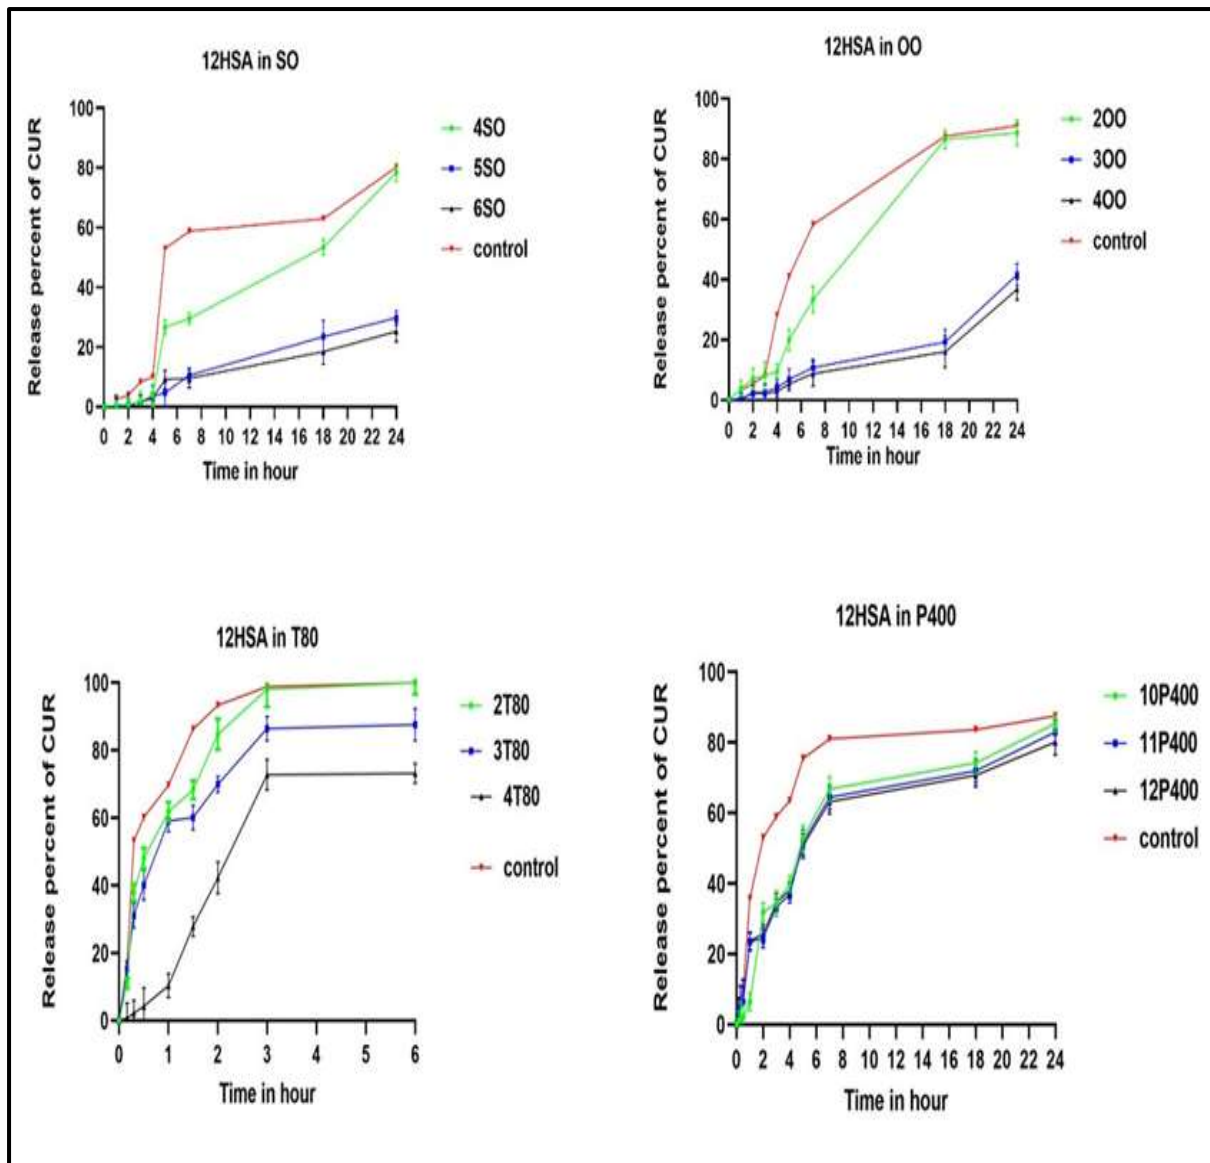 12HSA in SO
Release percent of CUR
100
80
60
40
20
0
0 2 4 6 8 10 12 14 16 18 20 22 24
Time in hour
4SO
5SO
6SO
control
12HSA in OO
Release percent of CUR
100
80
60
40
20
0
0 2 4 6 8 10 12 14 16 18 20 22 24
Time in hour
2OO
3OO
4OO
control
12HSA in T80
Release percent of CUR
100
80
60
40
20
0
0 1 2 3 4 5 6
Time in hour
2T80
3T80
4T80
control
12HSA in P400
Release percent of CUR
100
80
60
40
20
0
0 2 4 6 8 10 12 14 16 18 20 22 24
Time in hour
10P400
11P400
12P400
control